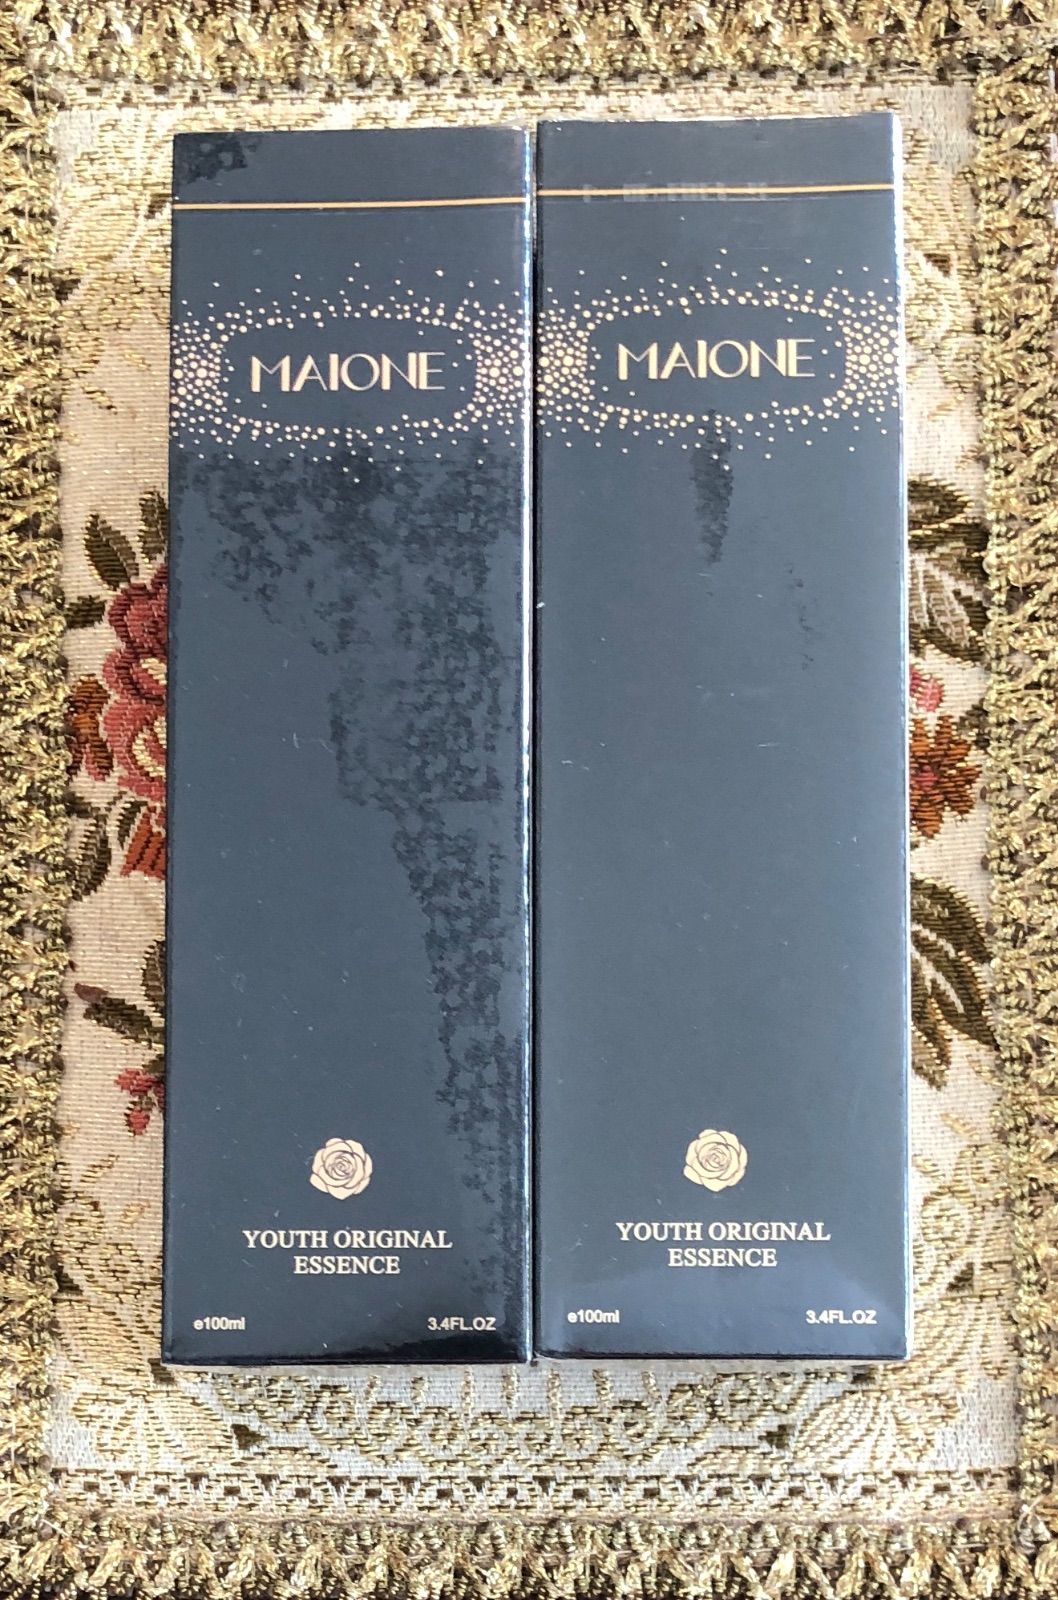 MAIONE
YOUTH ORIGINAL
ESSENCE
e100ml 3.4FL.OZ
MAIONE
YOUTH ORIGINAL
ESSENCE
e100ml 3.4FL.OZ